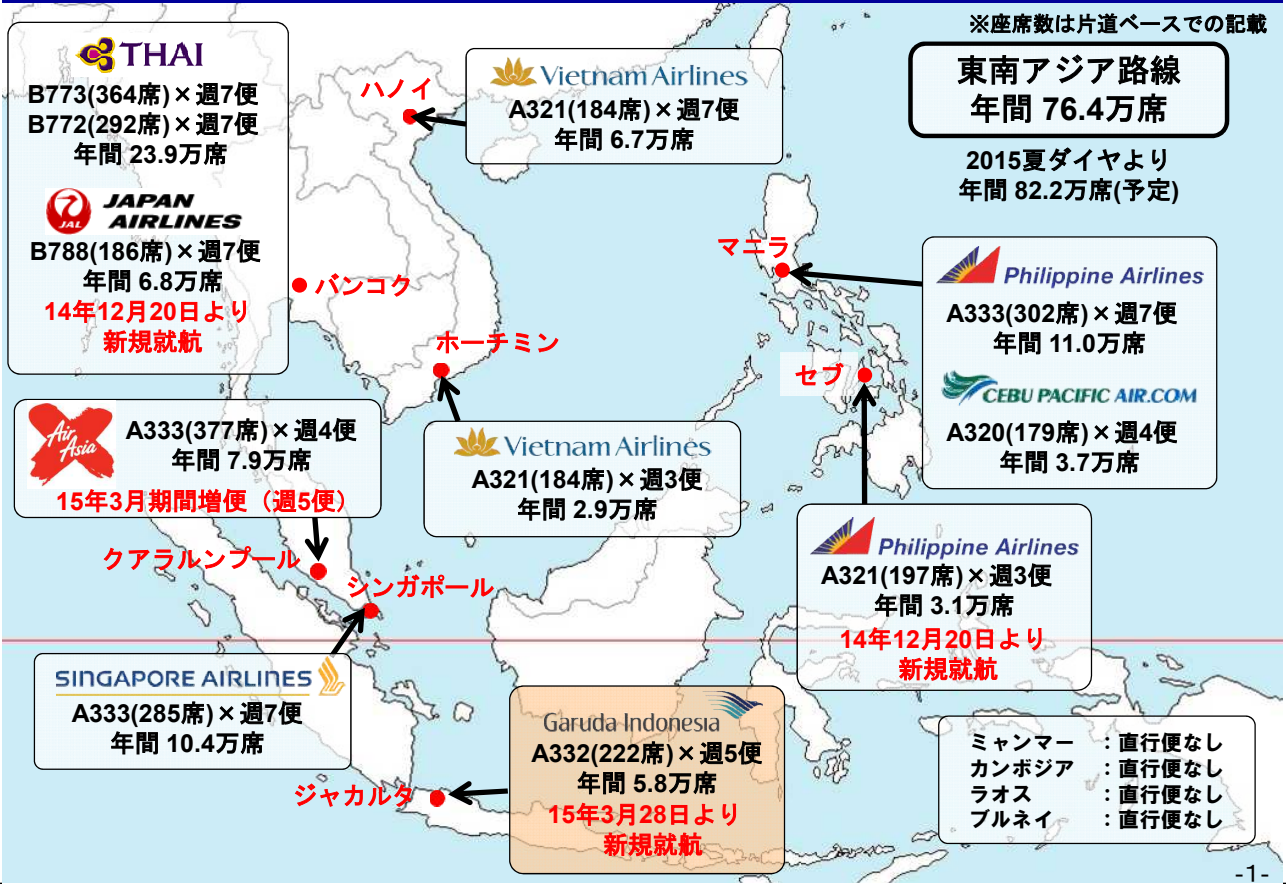 ※座席数は片道ベースでの記載
東南アジア路線
年間 76.4万席
2015夏ダイヤより
年間 82.2万席(予定)
THAI
B773(364席)×週7便
B772(292席)×週7便
年間 23.9万席
JAL
JAPAN
AIRLINES
B788(186席)×週7便
年間 6.8万席
14年12月20日より
新規就航
ハノイ
Vietnam Airlines
A321(184席)×週7便
年間 6.7万席
バンコク
マニラ
Philippine Airlines
A333(302席)×週7便
年間 11.0万席
CEBU PACIFIC AIR.COM
A320(179席)×週4便
年間 3.7万席
ホーチミン
セブ
Air
Asia
A333(377席)×週4便
年間 7.9万席
15年3月期間増便（週5便）
Vietnam Airlines
A321(184席)×週3便
年間 2.9万席
クアラルンプール
シンガポール
Philippine Airlines
A321(197席)×週3便
年間 3.1万席
14年12月20日より
新規就航
SINGAPORE AIRLINES
A333(285席)×週7便
年間 10.4万席
ジャカルタ
Garuda Indonesia
A332(222席)×週5便
年間 5.8万席
15年3月28日より
新規就航
ミャンマー ：直行便なし
カンボジア ：直行便なし
ラオス ：直行便なし
ブルネイ ：直行便なし
-1-